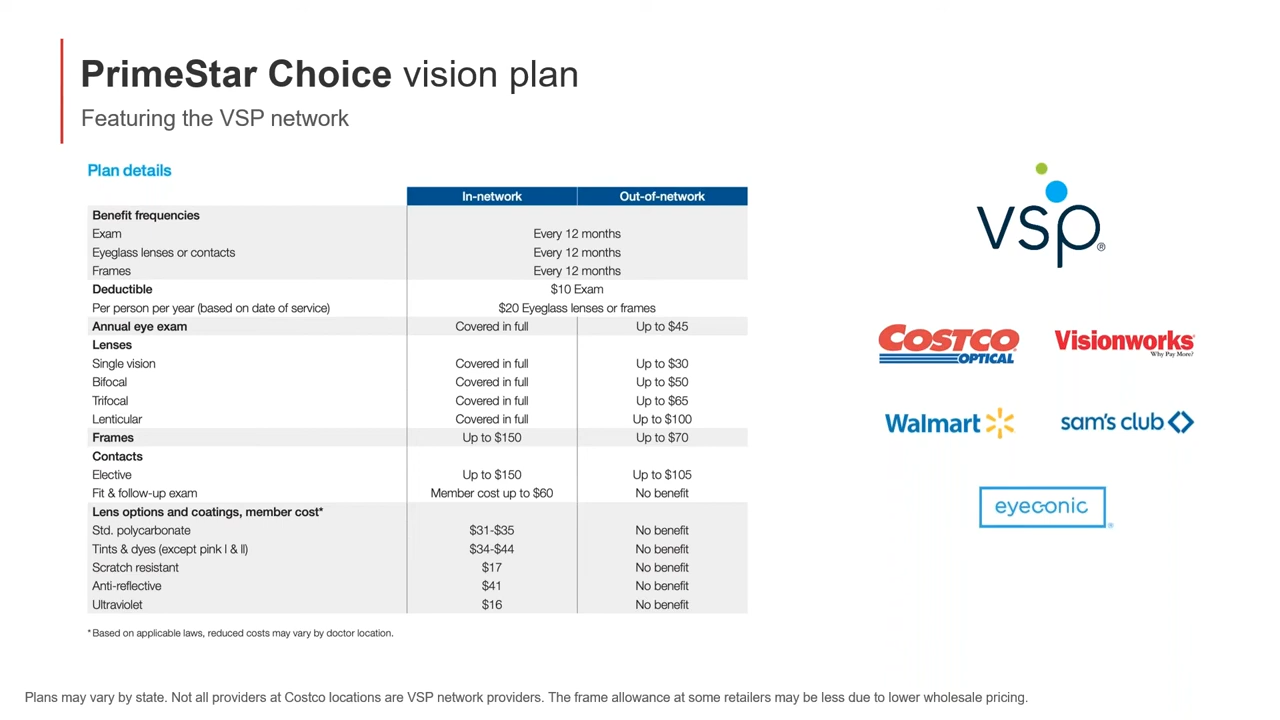 PrimeStar Choice vision plan
Featuring the VSP network
Plan details
In-network Out-of-network
Benefit frequencies
Exam Every 12 months
Eyeglass lenses or contacts Every 12 months
Frames Every 12 months
Deductible $10 Exam
Per person per year (based on date of service) $20 Eyeglass lenses or frames
Annual eye exam Covered in full Up to $45
Lenses
Single vision Covered in full Up to $30
Bifocal Covered in full Up to $50
Trifocal Covered in full Up to $65
Lenticular Covered in full Up to $100
Frames Up to $150 Up to $70
Contacts
Elective Up to $150 Up to $105
Fit & follow-up exam Member cost up to $60 No benefit
Lens options and coatings, member cost*
Std. polycarbonate $31-$35 No benefit
Tints & dyes (except pink I & II) $34-$44 No benefit
Scratch resistant $17 No benefit
Anti-reflective $41 No benefit
Ultraviolet $16 No benefit
*Based on applicable laws, reduced costs may vary by doctor location.
vsp®
COSTCO
OPTICAL
Visionworks
Why Pay More?
Walmart
sam's club
eyeconic®
Plans may vary by state. Not all providers at Costco locations are VSP network providers. The frame allowance at some retailers may be less due to lower wholesale pricing.